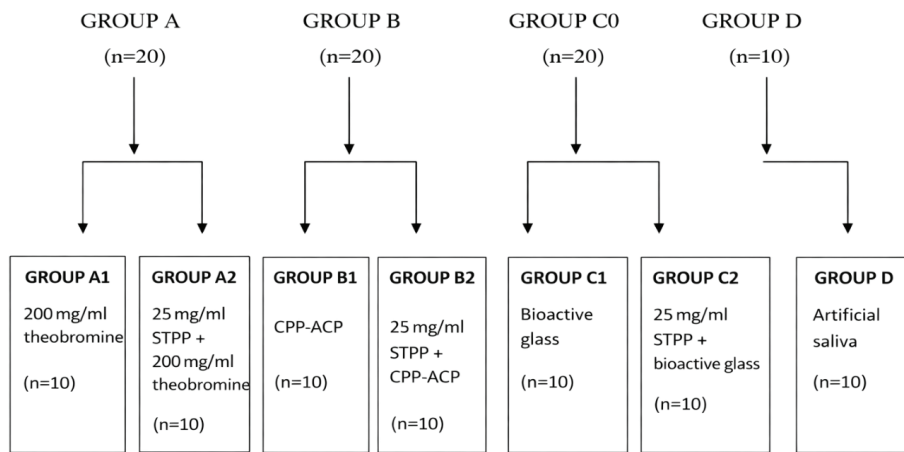 GROUP A
(n=20)
GROUP B
(n=20)
GROUP C0
(n=20)
GROUP D
(n=10)
GROUP A1
200 mg/ml
theobromine
(n=10)
GROUP A2
25 mg/ml
STPP +
200 mg/ml
theobromine
(n=10)
GROUP B1
CPP-ACP
(n=10)
GROUP B2
25 mg/ml
STPP +
CPP-ACP
(n=10)
GROUP C1
Bioactive
glass
(n=10)
GROUP C2
25 mg/ml
STPP +
bioactive glass
(n=10)
GROUP D
Artificial
saliva
(n=10)